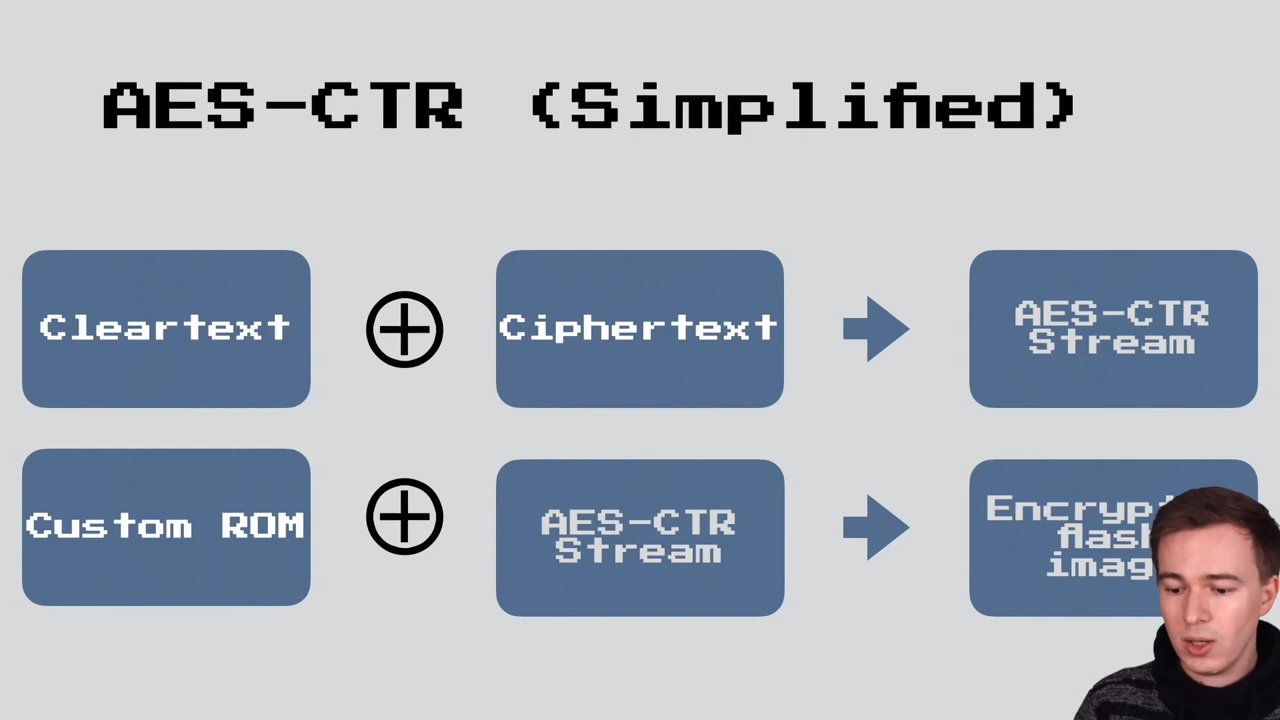 AES-CTR (Simplified)
Cleartext
Ciphertext
AES-CTR
Stream
Custom ROM
AES-CTR
Stream